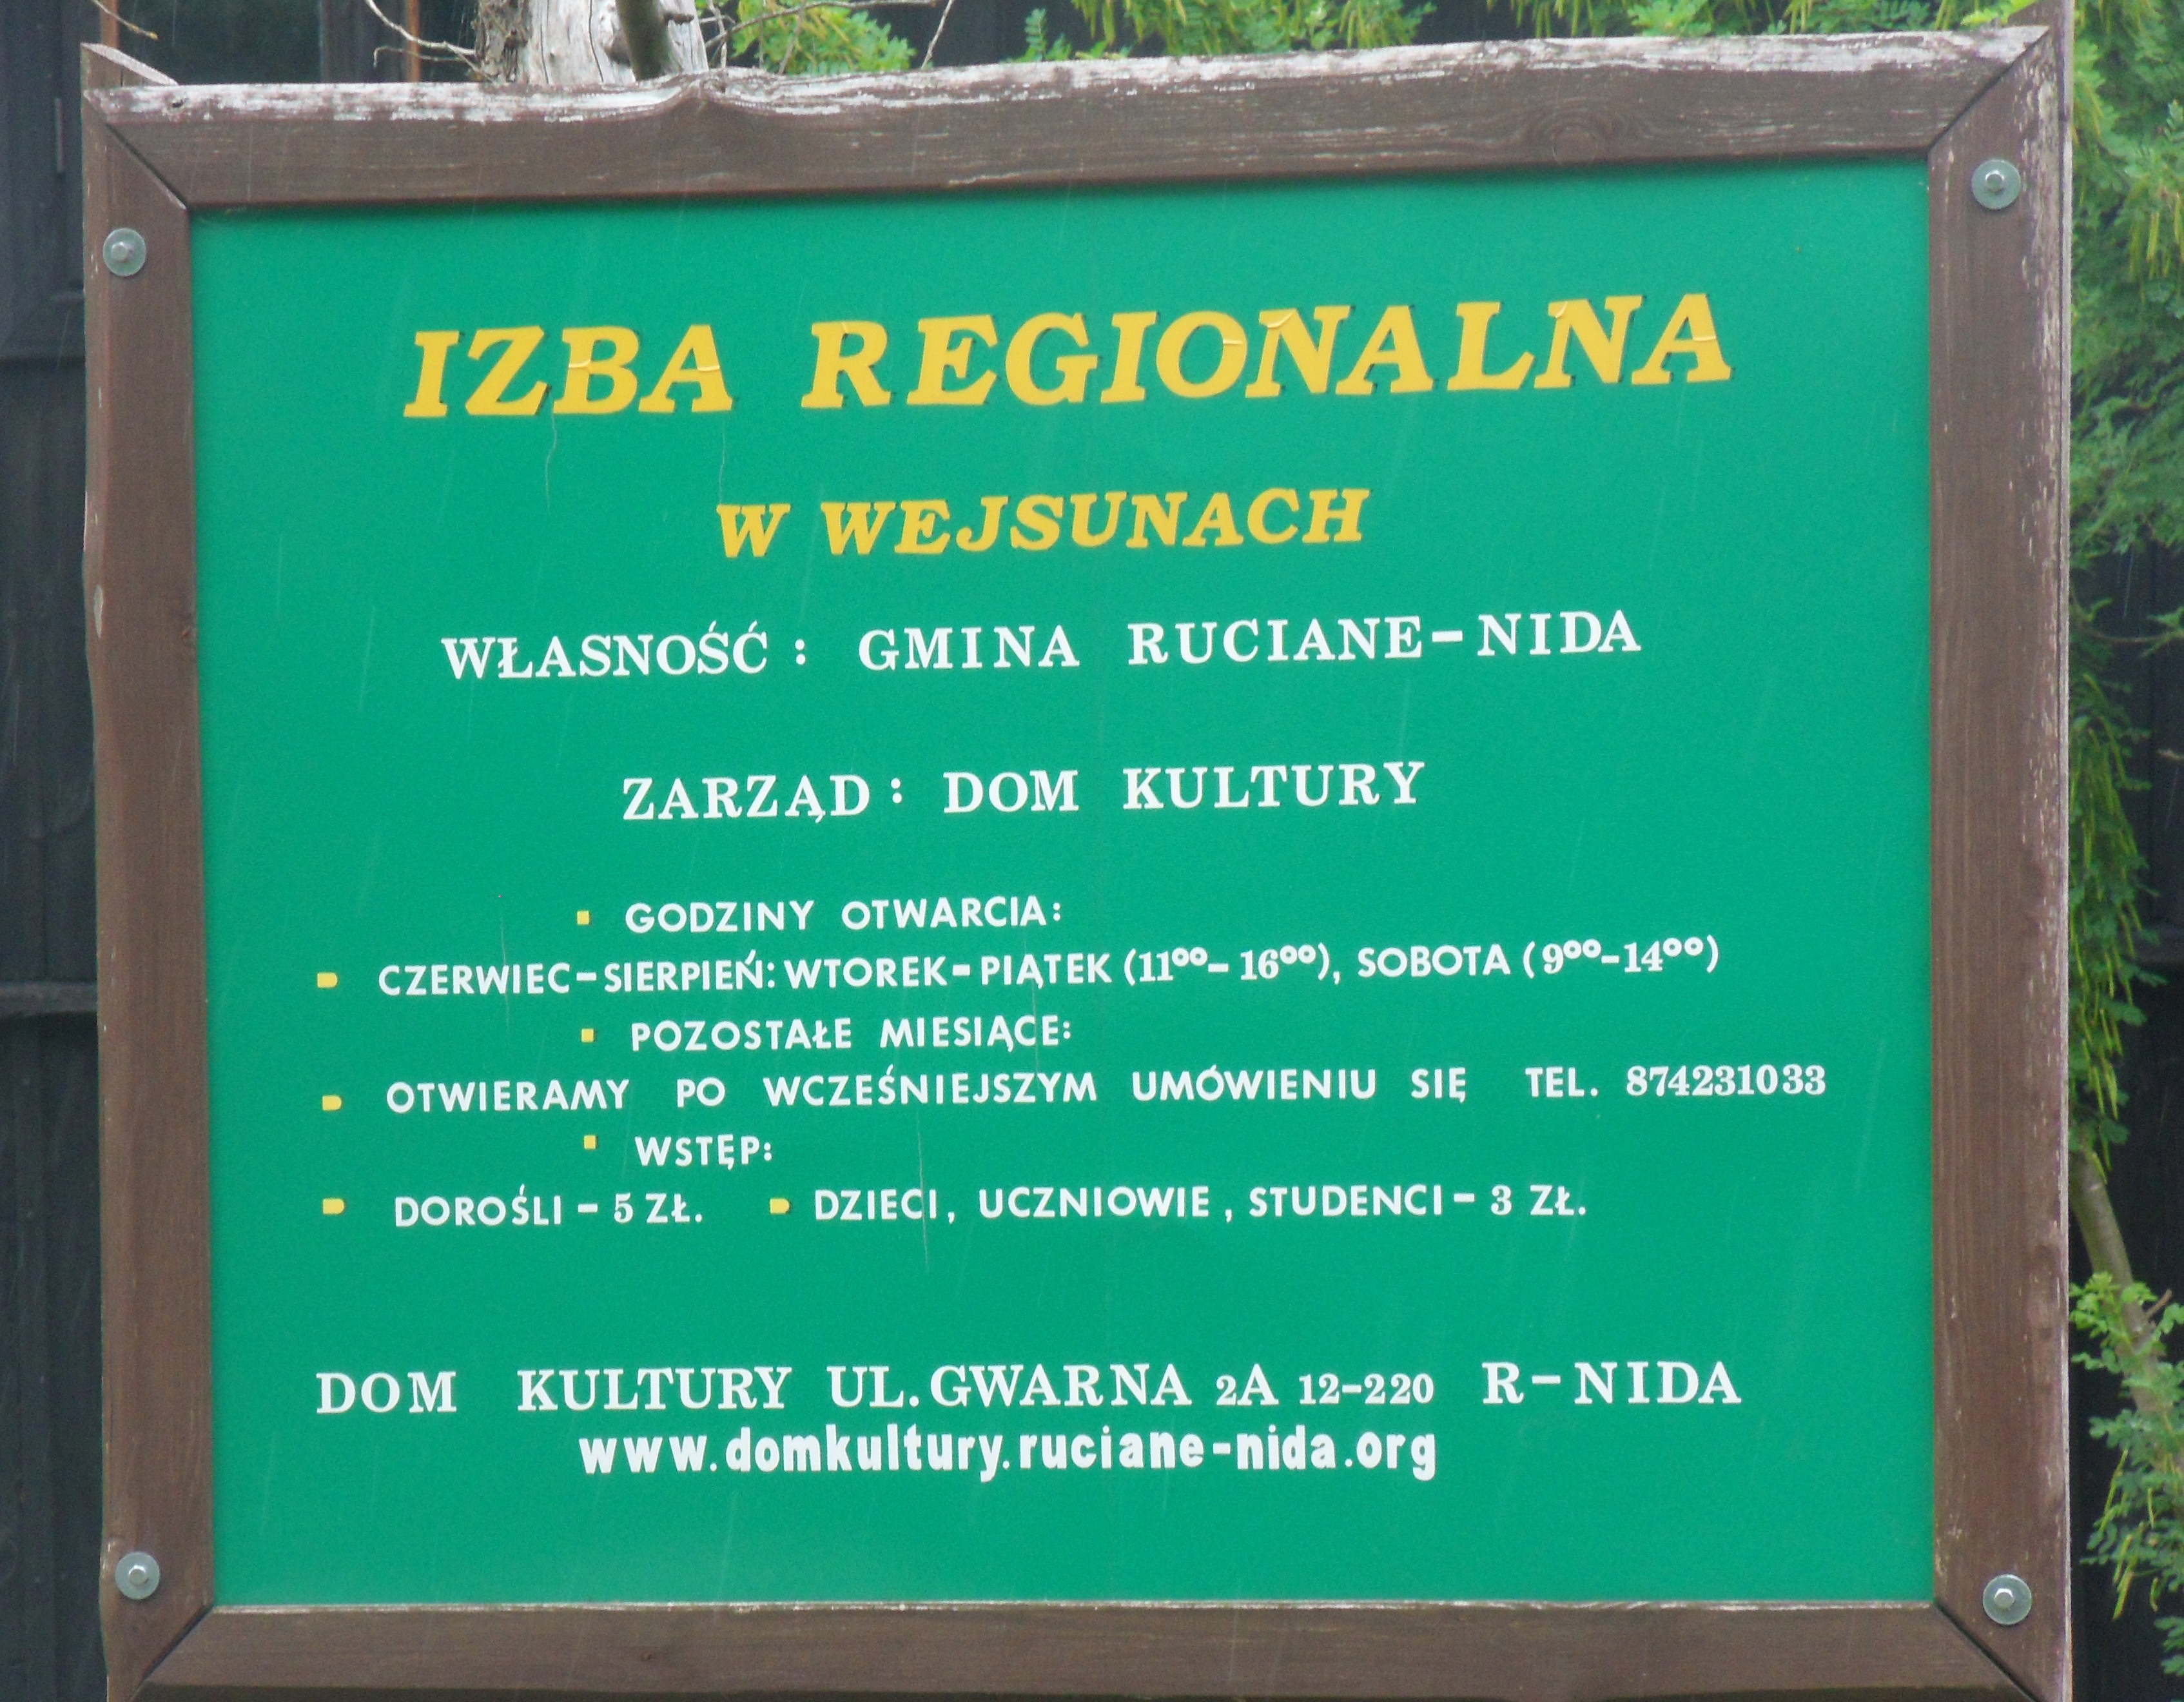 IZBA REGIONALNA
W WEJSUNACH
WŁASNOŚĆ: GMINA RUCIANE-NIDA
ZARZĄD: DOM KULTURY
▪ GODZINY OTWARCIA:
CZERWIEC-SIERPIEŃ: WTOREK-PIĄTEK (11⁰⁰-16⁰⁰), SOBOTA (9⁰⁰-14⁰⁰)
▪ POZOSTAŁE MIESIĄCE:
OTWIERAMY PO WCZEŚNIEJSZYM UMÓWIENIU SIĘ TEL. 874231033
▪ WSTĘP:
DOROŚLI - 5 ZŁ. DZIECI, UCZNIOWIE, STUDENCI - 3 ZŁ.
DOM KULTURY UL. GWARNA 2A 12-220 R-NIDA
www.domkultury.ruciane-nida.org